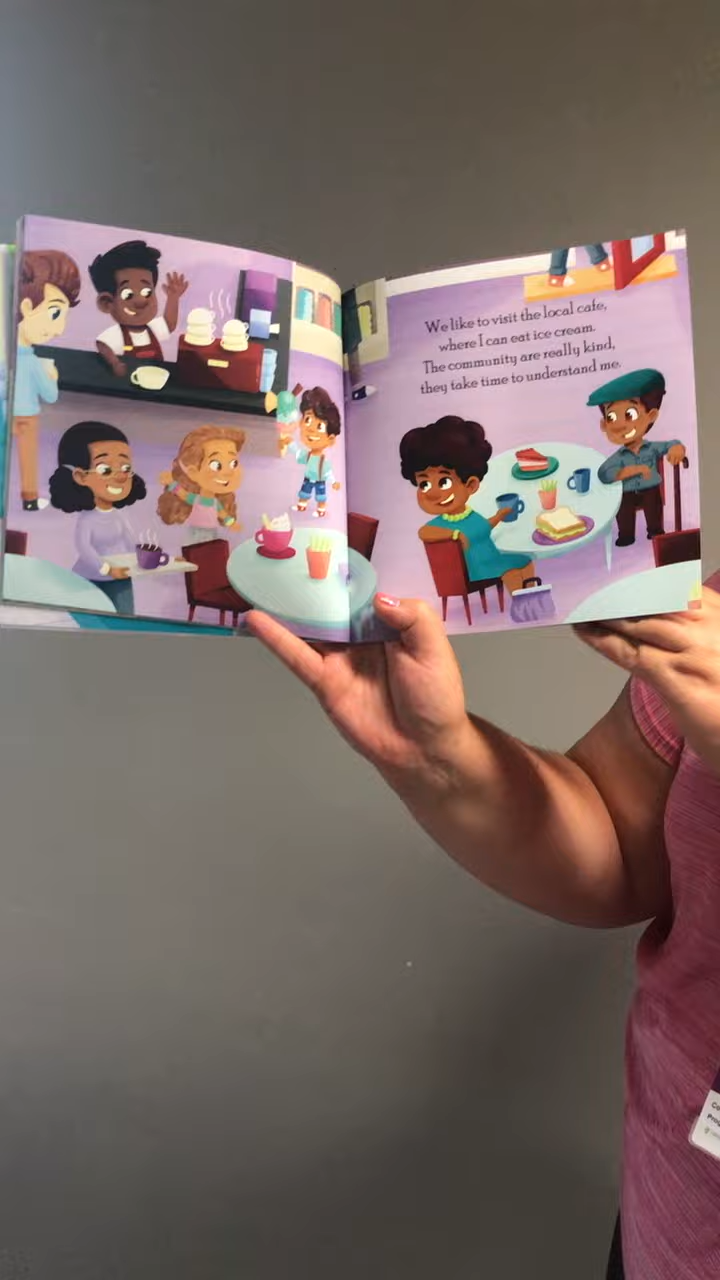 We like to visit the local cafe,
where I can eat ice cream.
The community are really kind,
they take time to understand me.